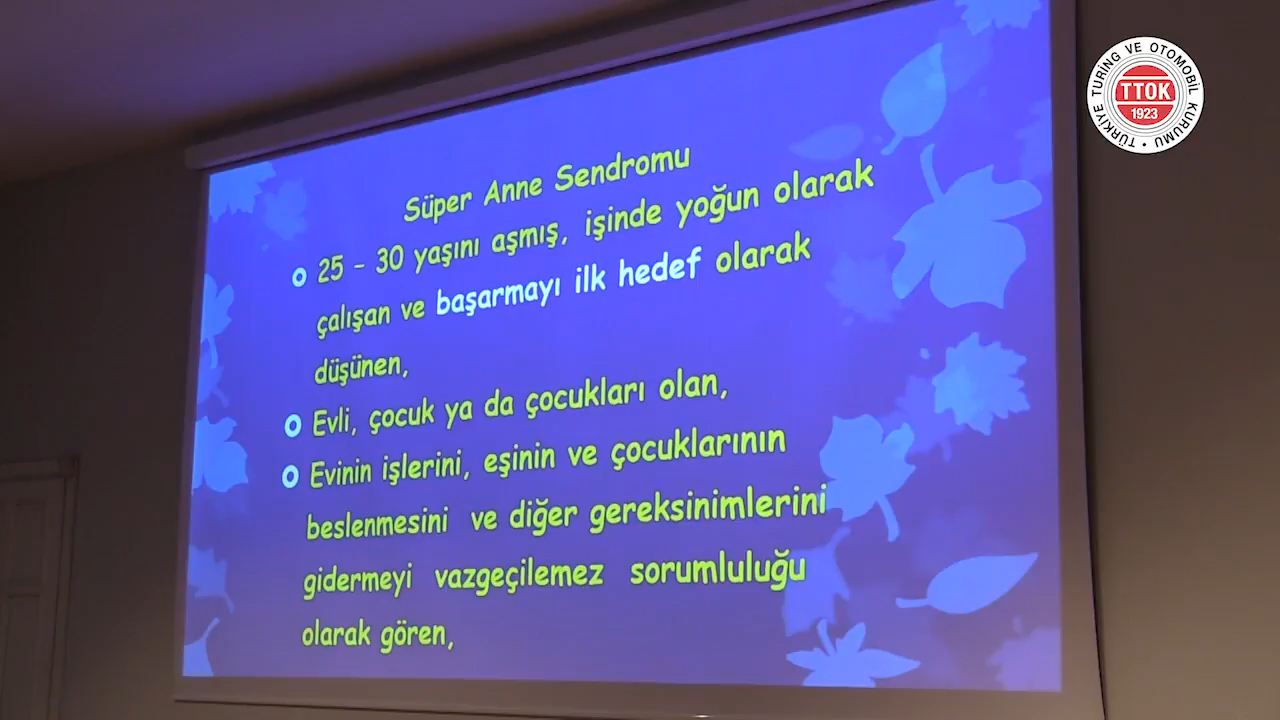 Süper Anne Sendromu
25 - 30 yaşını aşmış, işinde yoğun olarak
çalışan ve başarmayı ilk hedef olarak
düşünen,
Evli, çocuk ya da çocukları olan,
Evinin işlerini, eşinin ve çocuklarının
beslenmesini ve diğer gereksinimlerini
gidermeyi vazgeçilemez sorumluluğu
olarak gören,
TÜRKİYE TURİNG VE OTOMOBİL KURUMU
TTOK
1923